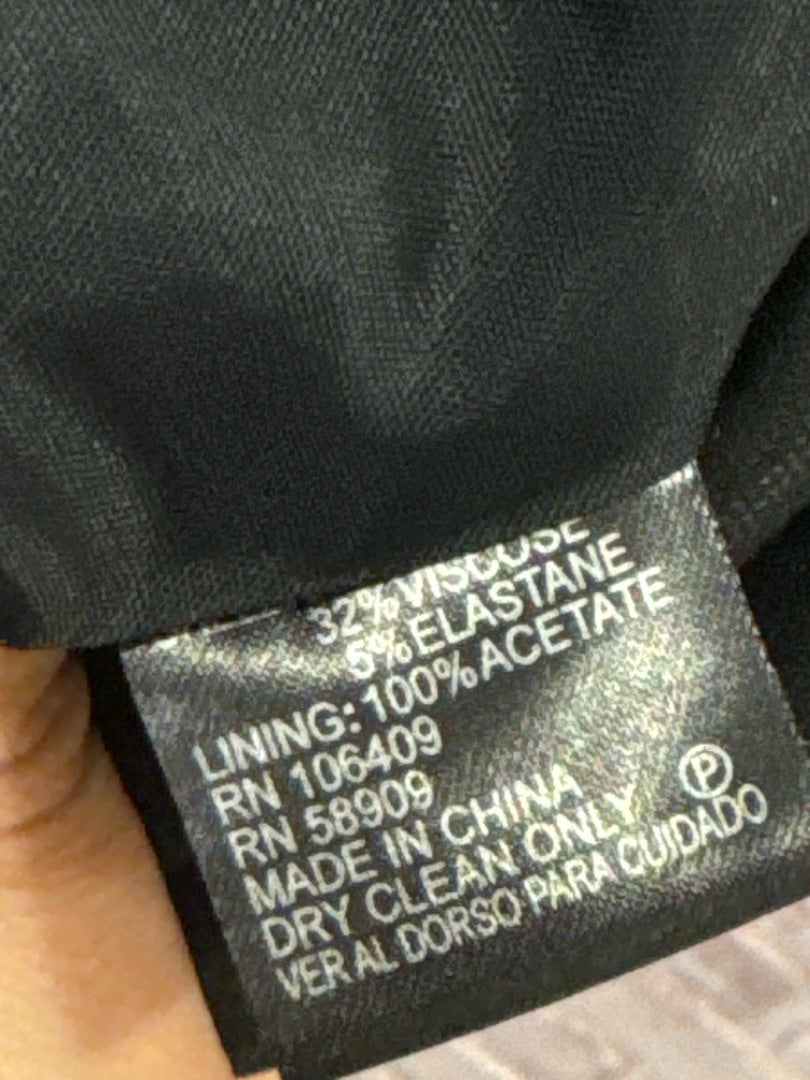 32% VISCOSE
5% ELASTANE
LINING: 100% ACETATE
RN 106409
RN 58909
MADE IN CHINA
DRY CLEAN ONLY Ⓟ
VER AL DORSO PARA CUIDADO